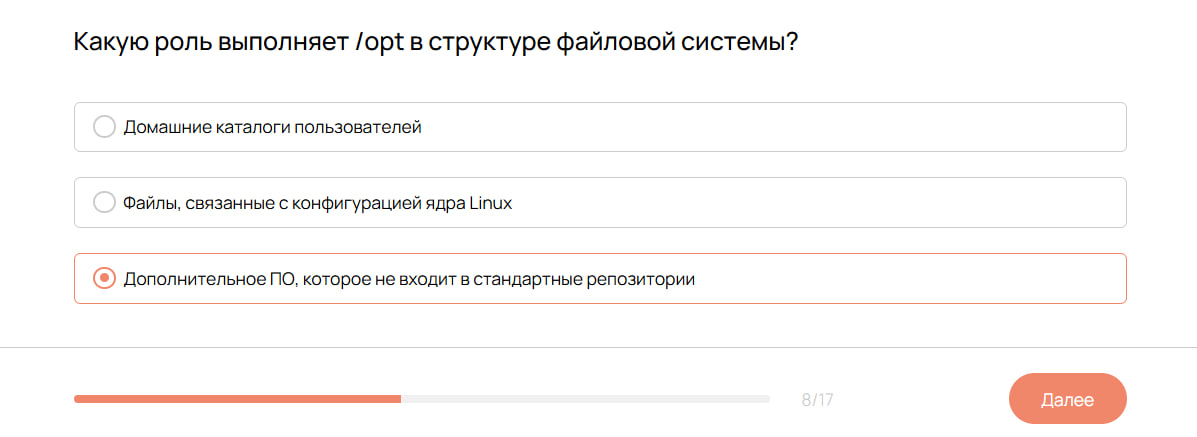 Какую роль выполняет /opt в структуре файловой системы?
Домашние каталоги пользователей
Файлы, связанные с конфигурацией ядра Linux
Дополнительное ПО, которое не входит в стандартные репозитории
8/17
Далее